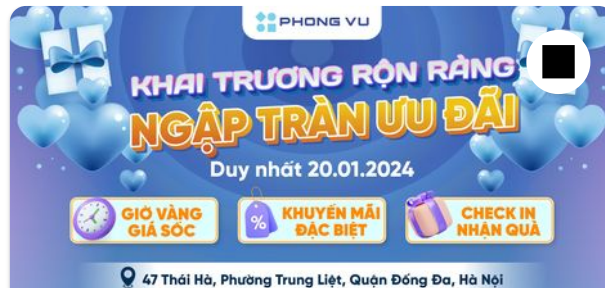 PHONG VU
KHAI TRƯƠNG RỘN RÀNG
NGẬP TRÀN ƯU ĐÃI
Duy nhất 20.01.2024
GIỜ VÀNG
GIÁ SỐC
%
KHUYẾN MÃI
ĐẶC BIỆT
CHECK IN
NHẬN QUÀ
47 Thái Hà, Phường Trung Liệt, Quận Đống Đa, Hà Nội